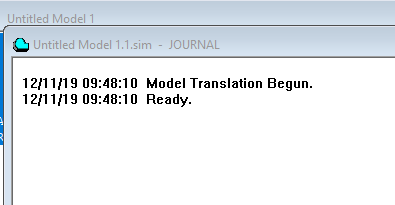 Untitled Model 1
Untitled Model 1.1.sim - JOURNAL
12/11/19 09:48:10 Model Translation Begun.
12/11/19 09:48:10 Ready.